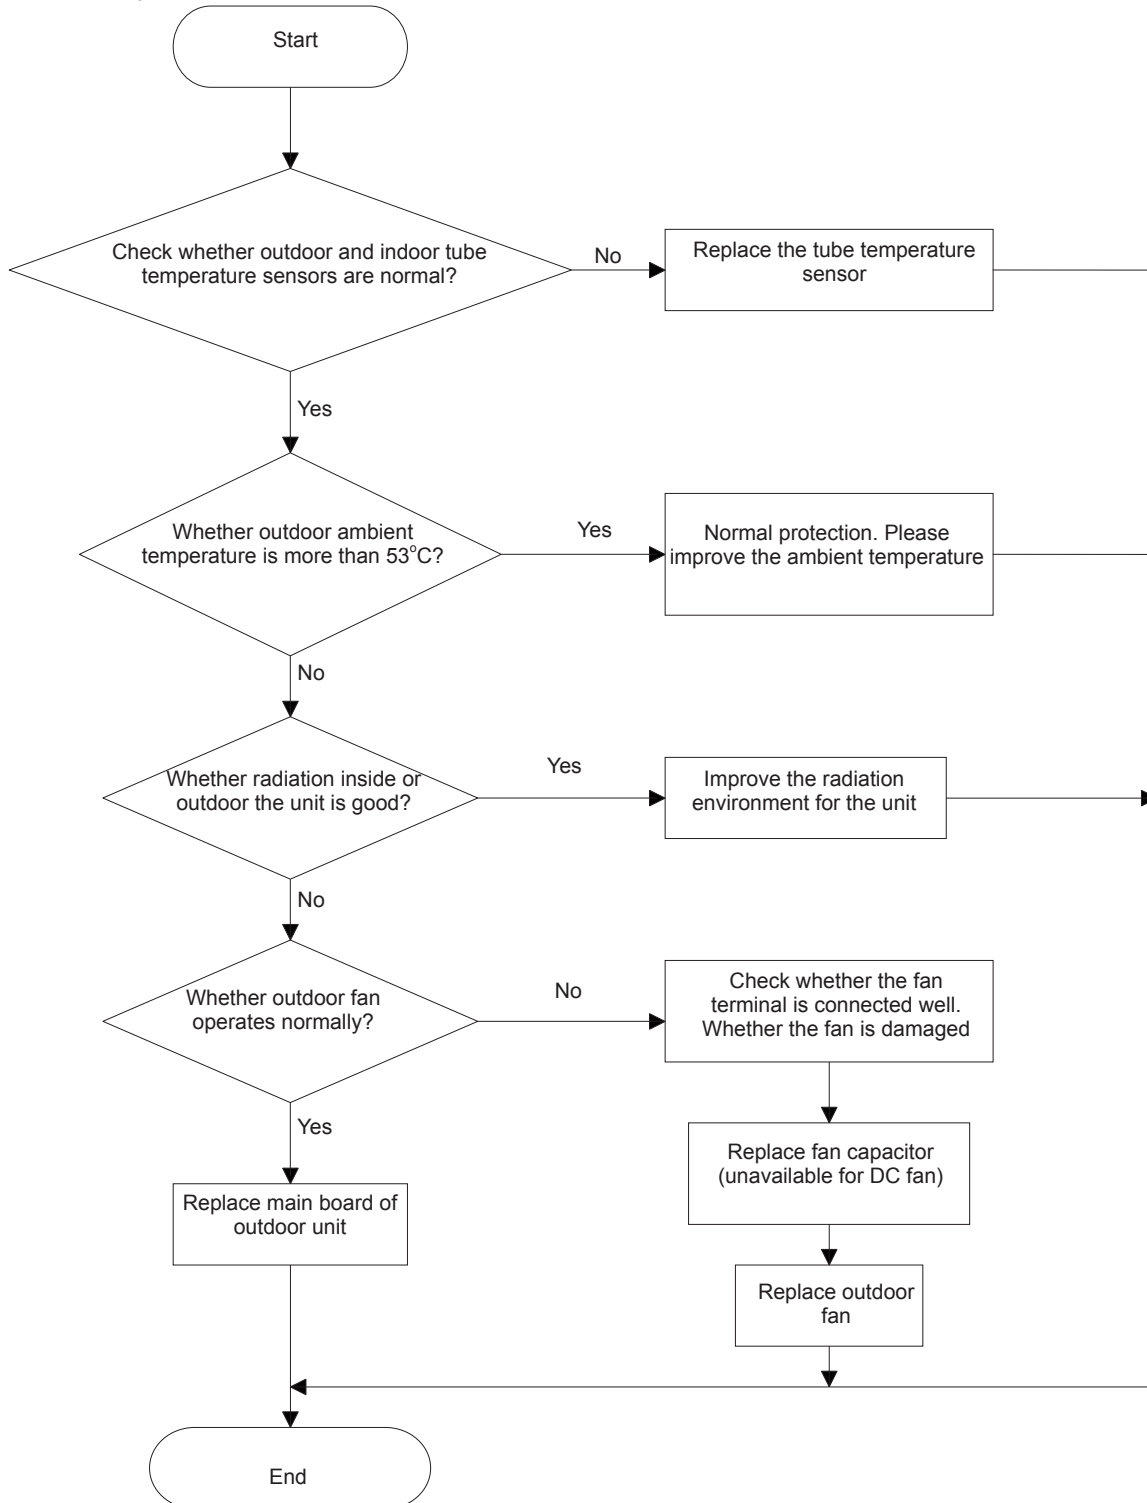 Start
Check whether outdoor and indoor tube
temperature sensors are normal?
No
Replace the tube temperature
sensor
Yes
Whether outdoor ambient
temperature is more than 53°C?
Yes
Normal protection. Please
improve the ambient temperature
No
Whether radiation inside or
outdoor the unit is good?
Yes
Improve the radiation
environment for the unit
No
Whether outdoor fan
operates normally?
No
Check whether the fan
terminal is connected well.
Whether the fan is damaged
Yes
Replace fan capacitor
(unavailable for DC fan)
Replace main board of
outdoor unit
Replace outdoor
fan
End